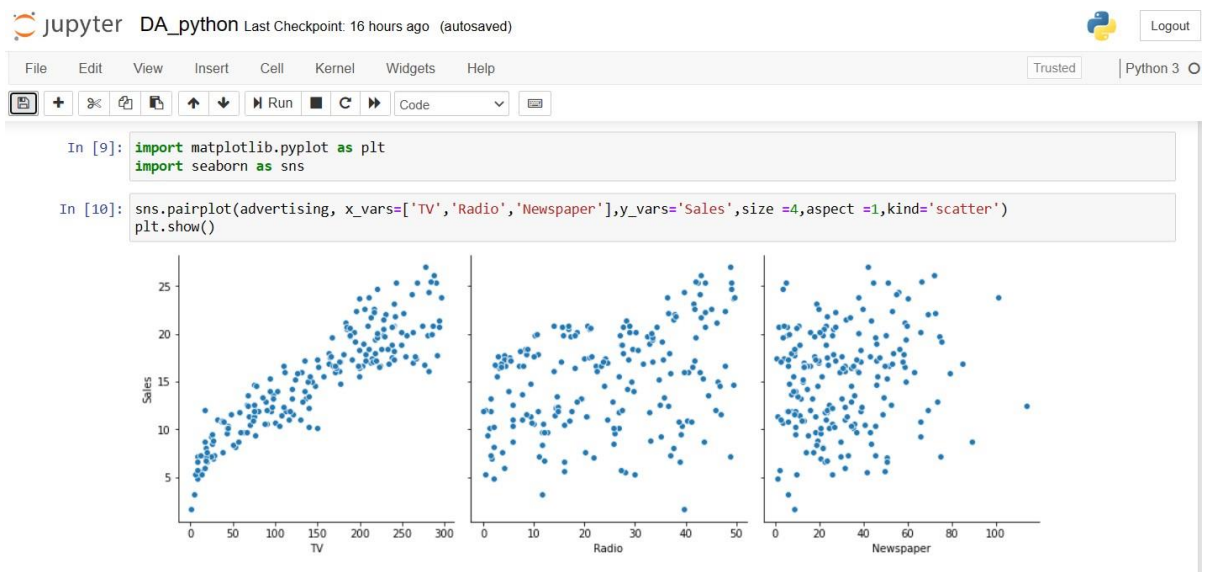 jupyter DA_python Last Checkpoint: 16 hours ago (autosaved) Logout
File Edit View Insert Cell Kernel Widgets Help Trusted Python 3
Run Code
In [9]: import matplotlib.pyplot as plt
import seaborn as sns
In [10]: sns.pairplot(advertising, x_vars=['TV','Radio','Newspaper'],y_vars='Sales',size =4,aspect =1,kind='scatter')
plt.show()
25
20
15
10
5
Sales
0 50 100 150 200 250 300
TV
0 10 20 30 40 50
Radio
0 20 40 60 80 100
Newspaper